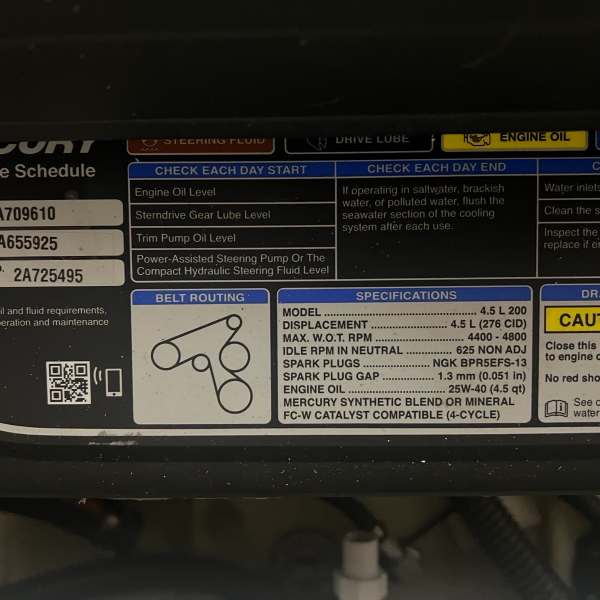 CURY
STEERING FLUID
DRIVE LUBE
ENGINE OIL
e Schedule
CHECK EACH DAY START
CHECK EACH DAY END
C
Engine Oil Level
Sterndrive Gear Lube Level
Trim Pump Oil Level
Power-Assisted Steering Pump Or The
Compact Hydraulic Steering Fluid Level
If operating in saltwater, brackish
water, or polluted water, flush the
seawater section of the cooling
system after each use.
Water inlets
Clean the s
Inspect the
replace if e
A709610
A655925
2A725495
il and fluid requirements,
peration and maintenance
BELT ROUTING
SPECIFICATIONS
MODEL ........ 4.5 L 200
DISPLACEMENT ........ 4.5 L (276 CID)
MAX. W.O.T. RPM ........ 4400 - 4800
IDLE RPM IN NEUTRAL ........ 625 NON ADJ
SPARK PLUGS ........ NGK BPR5EFS-13
SPARK PLUG GAP ........ 1.3 mm (0.051 in)
ENGINE OIL ........ 25W-40 (4.5 qt)
MERCURY SYNTHETIC BLEND OR MINERAL
FC-W CATALYST COMPATIBLE (4-CYCLE)
DRA
CAUT
Close this
to engine c
No red sho
See o
water